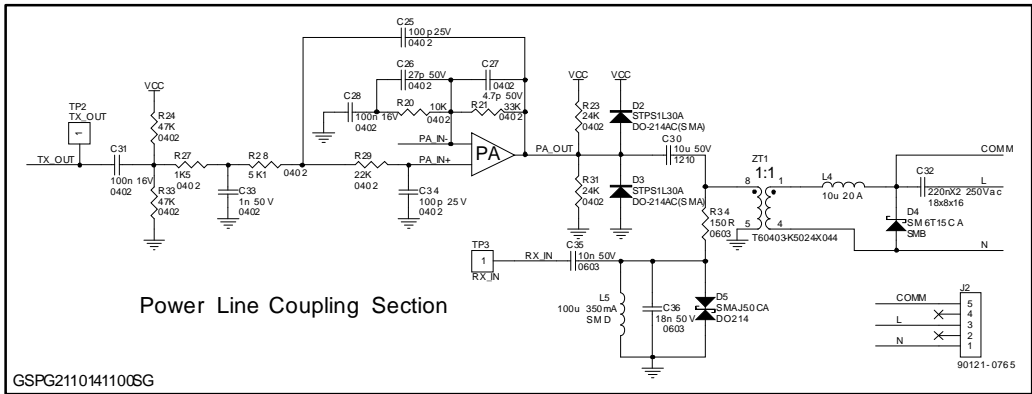 C25
100p 25V
0402
C26
27p 50V
0402
C27
0402
4.7p 50V
VCC
VCC
VCC
TP2
TX_OUT
1
R24
47K
0402
C28
100n 16V
0402
R20
10K
0402
R21
33K
0402
R23
24K
0402
D2
STPS1L30A
DO-214AC(SMA)
PA_IN-
PA
PA_OUT
C30
10u 50V
1210
TX_OUT
C31
100n 16V
0402
R27
1K5
0402
R28
5K1
0402
R29
22K
0402
PA_IN+
ZT1
1:1
8
1
5
4
T60403-K5024X044
L4
10u 20A
COMM
C32
L
220nX2 250Vac
18x8x16
R33
47K
0402
C33
1n 50V
0402
C34
100p 25V
0402
R31
24K
0402
D3
STPS1L30A
DO-214AC(SMA)
R34
150R
0603
D4
SM6T15CA
SMB
N
TP3
1
RX_IN
RX_IN
C35
10n 50V
0603
Power Line Coupling Section
L5
100u 350mA
SMD
C36
18n 50V
0603
D5
SMAJ5.0CA
DO214
J2
COMM
5
4
L
3
2
N
1
90121-0765
GSPG2110141100SG